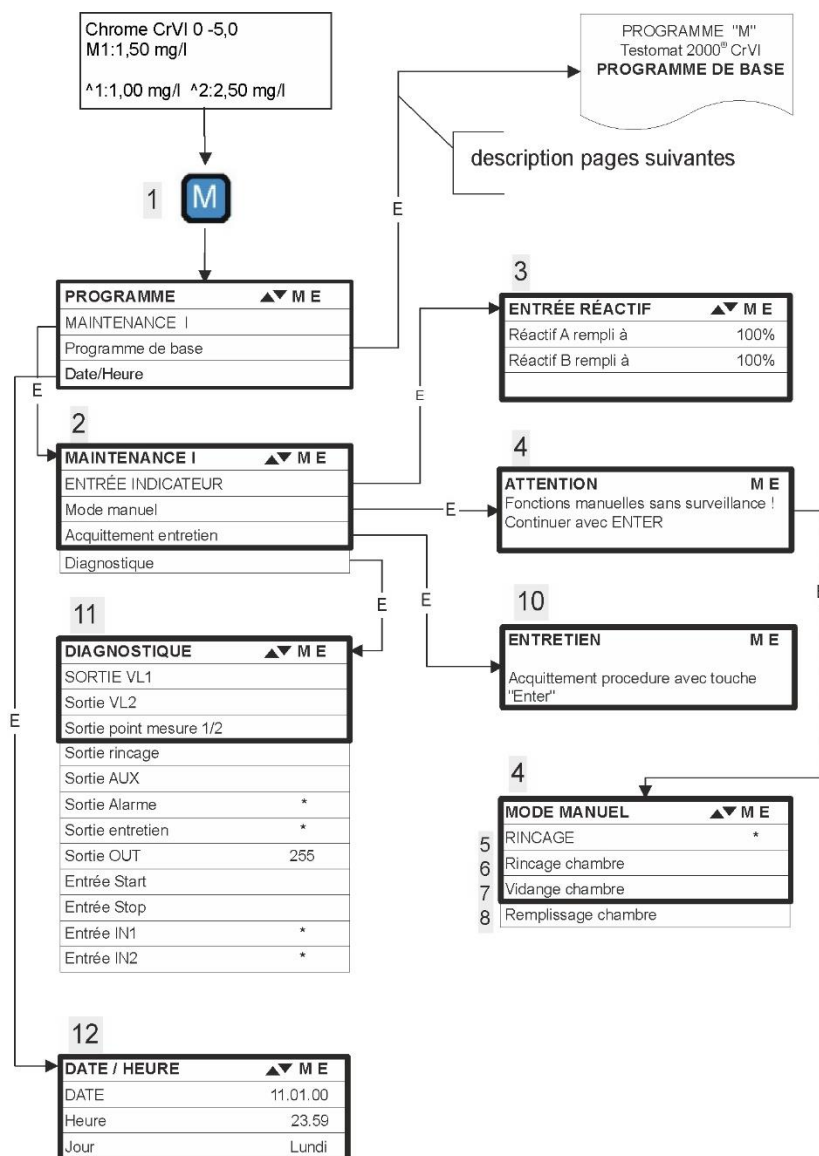 Chrome CrVI 0 -5,0
M1:1,50 mg/l
^1:1,00 mg/l ^2:2,50 mg/l
PROGRAMME "M"
Testomat 2000® CrVI
PROGRAMME DE BASE
description pages suivantes
1
M
E
PROGRAMME ▲▼ M E
MAINTENANCE I
Programme de base
Date/Heure
E
3
ENTRÉE RÉACTIF ▲▼ M E
Réactif A rempli à 100%
Réactif B rempli à 100%
E
2
MAINTENANCE I ▲▼ M E
ENTRÉE INDICATEUR
Mode manuel
Acquittement entretien
Diagnostique
E
4
ATTENTION M E
Fonctions manuelles sans surveillance !
Continuer avec ENTER
E
E
E
10
ENTRETIEN M E
Acquittement procedure avec touche
"Enter"
11
DIAGNOSTIQUE ▲▼ M E
SORTIE VL1
Sortie VL2
Sortie point mesure 1/2
Sortie rincage
Sortie AUX
Sortie Alarme *
Sortie entretien *
Sortie OUT 255
Entrée Start
Entrée Stop
Entrée IN1 *
Entrée IN2 *
E
4
MODE MANUEL ▲▼ M E
5 RINCAGE *
6 Rincage chambre
7 Vidange chambre
8 Remplissage chambre
12
DATE / HEURE ▲▼ M E
DATE 11.01.00
Heure 23.59
Jour Lundi